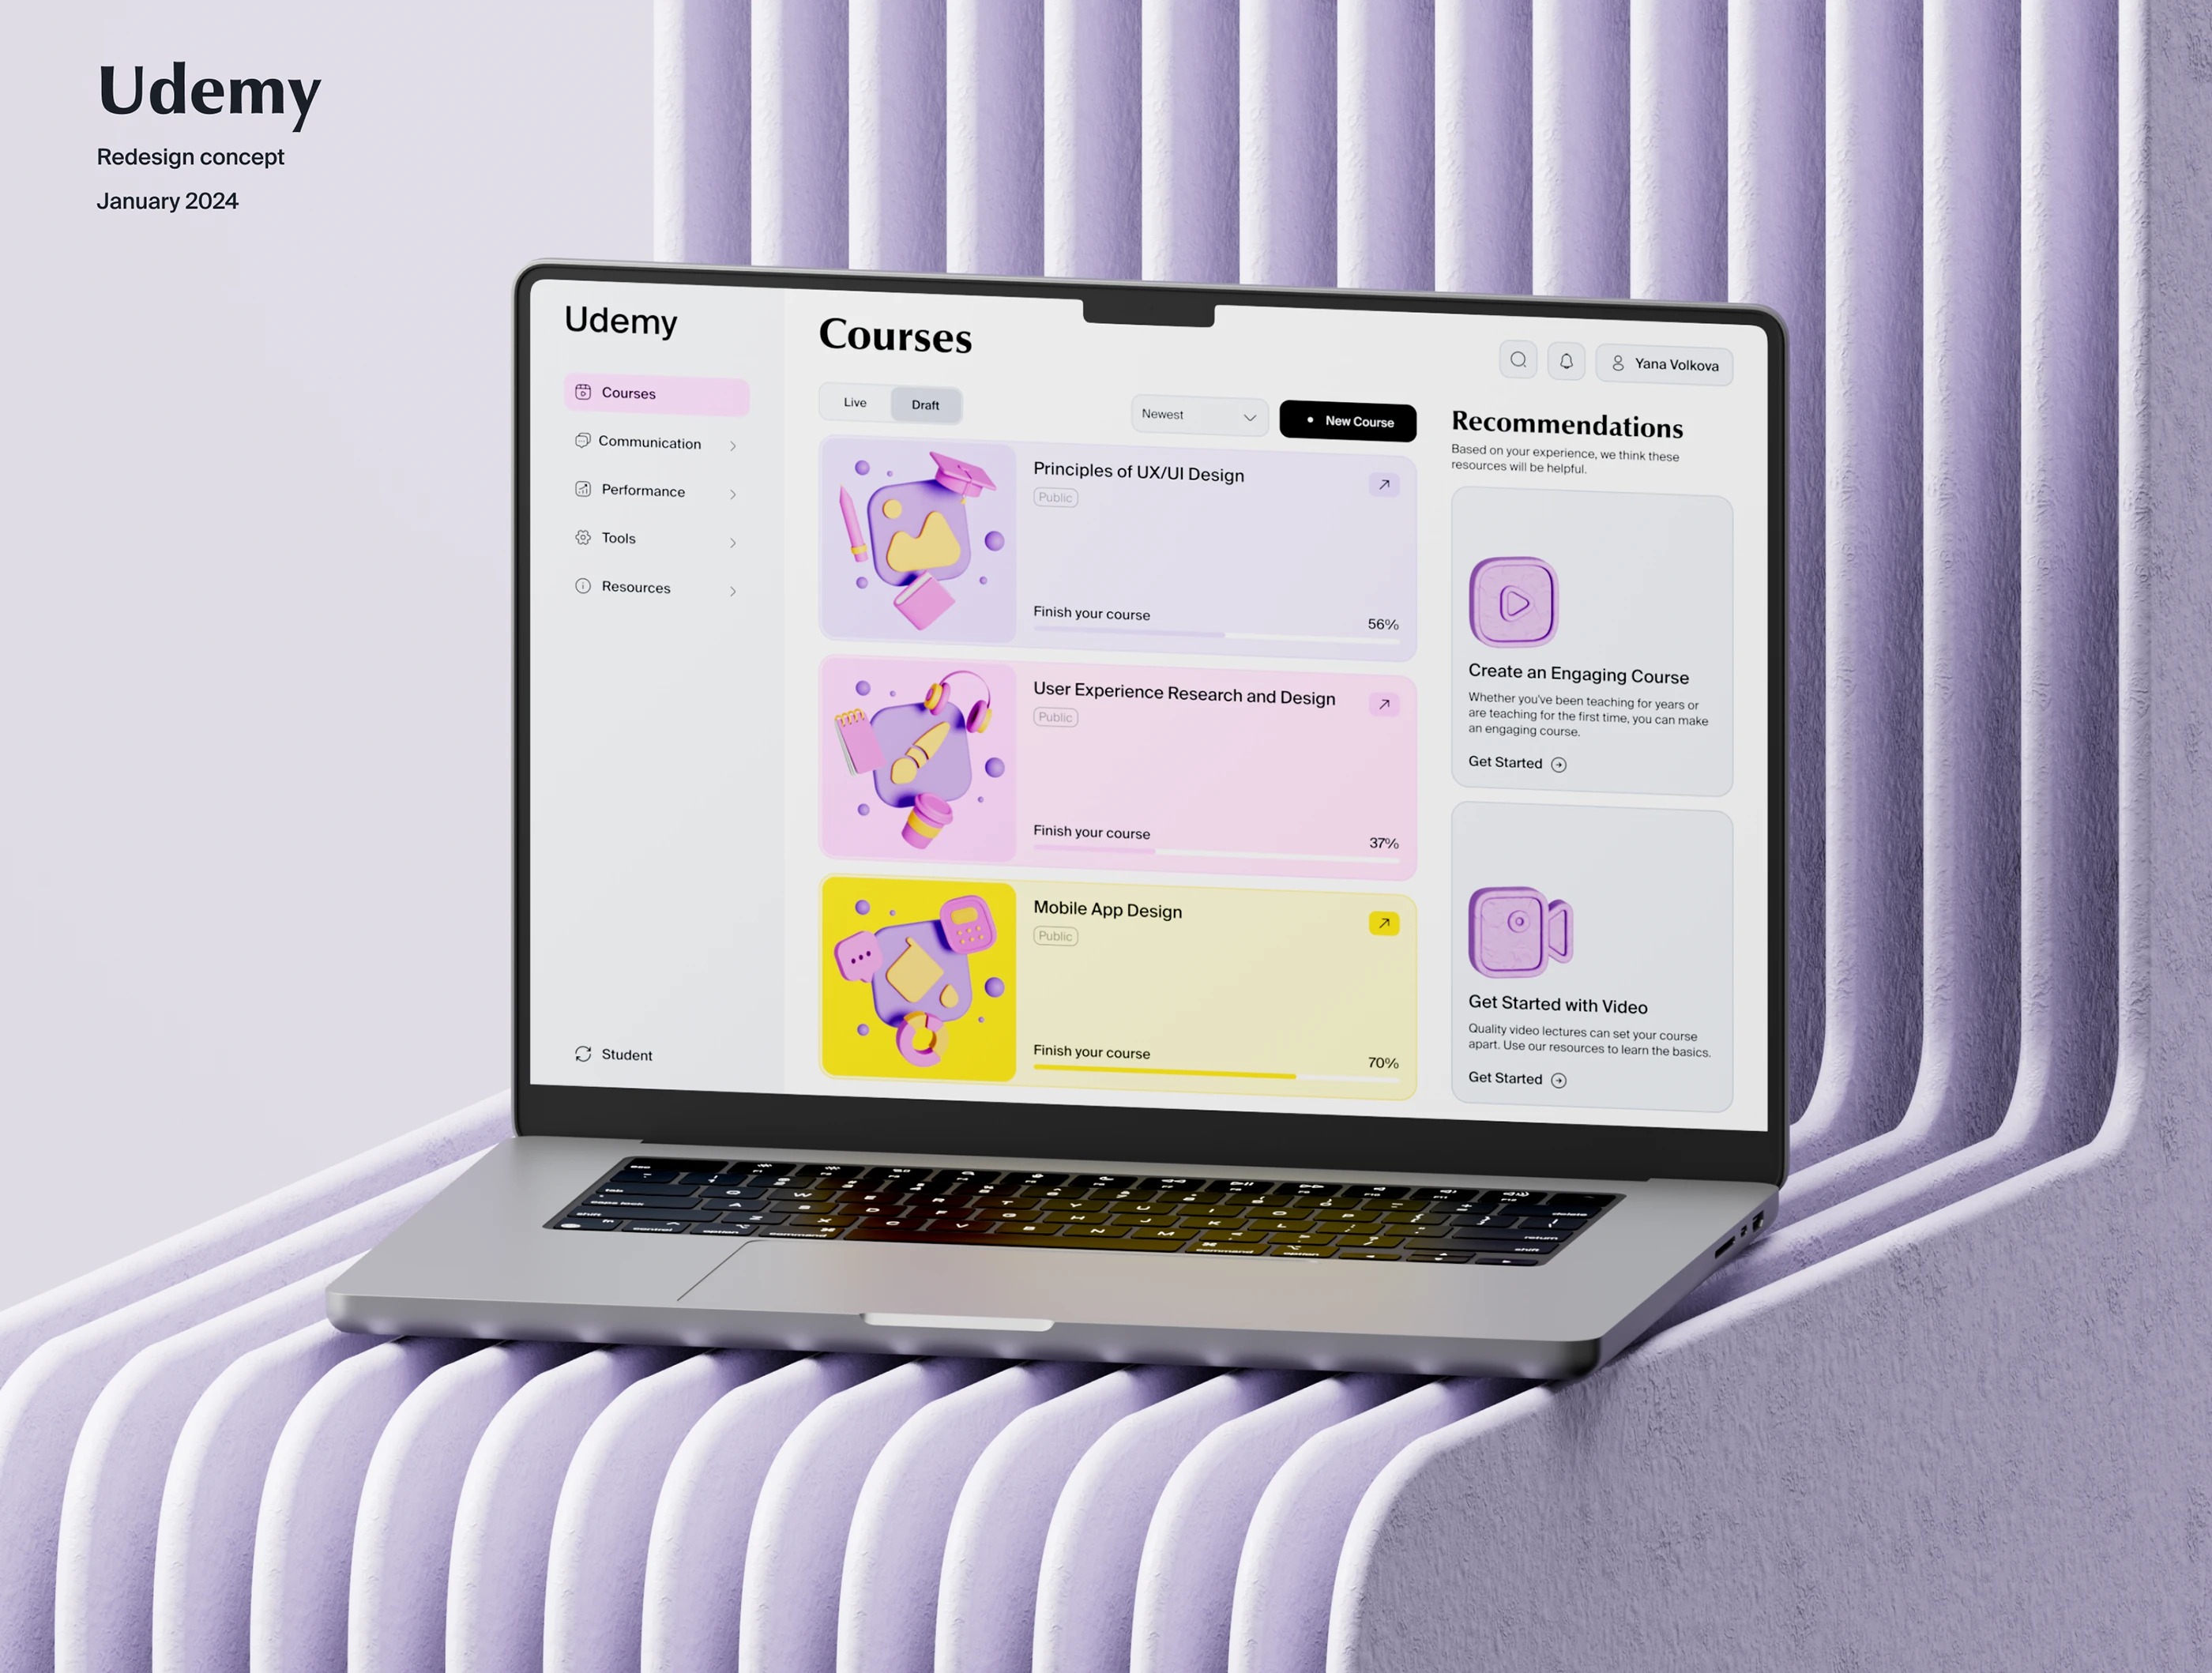 Udemy
Redesign concept
January 2024
Udemy
Courses
Communication
Performance
Tools
Resources
Student
Courses
Live
Draft
Newest
New Course
Principles of UX/UI Design
Public
Finish your course
56%
User Experience Research and Design
Public
Finish your course
37%
Mobile App Design
Public
Finish your course
70%
Yana Volkova
Recommendations
Based on your experience, we think these
resources will be helpful.
Create an Engaging Course
Whether you've been teaching for years or
are teaching for the first time, you can make
an engaging course.
Get Started
Get Started with Video
Quality video lectures can set your course
apart. Use our resources to learn the basics.
Get Started